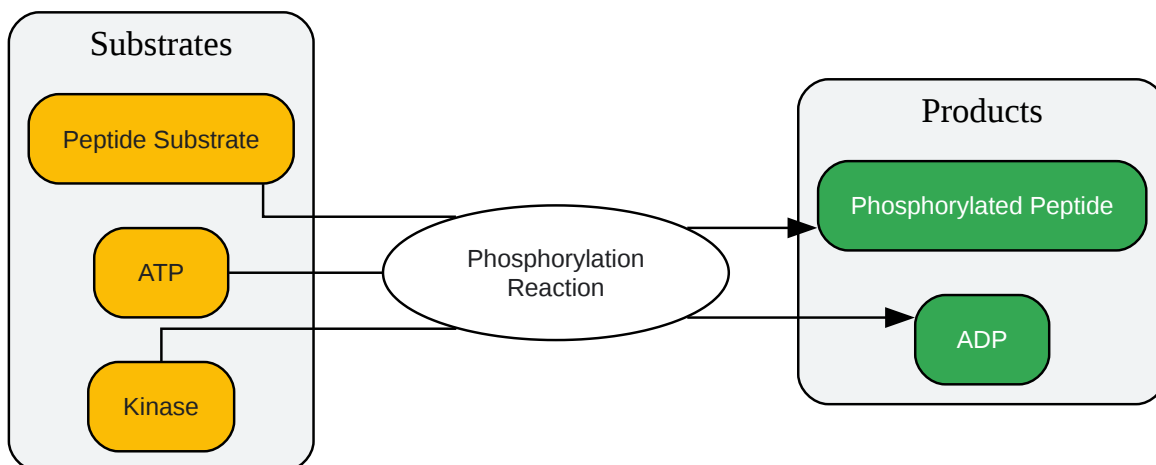 Substrates
Peptide Substrate
ATP
Kinase
Phosphorylation
Reaction
Products
Phosphorylated Peptide
ADP